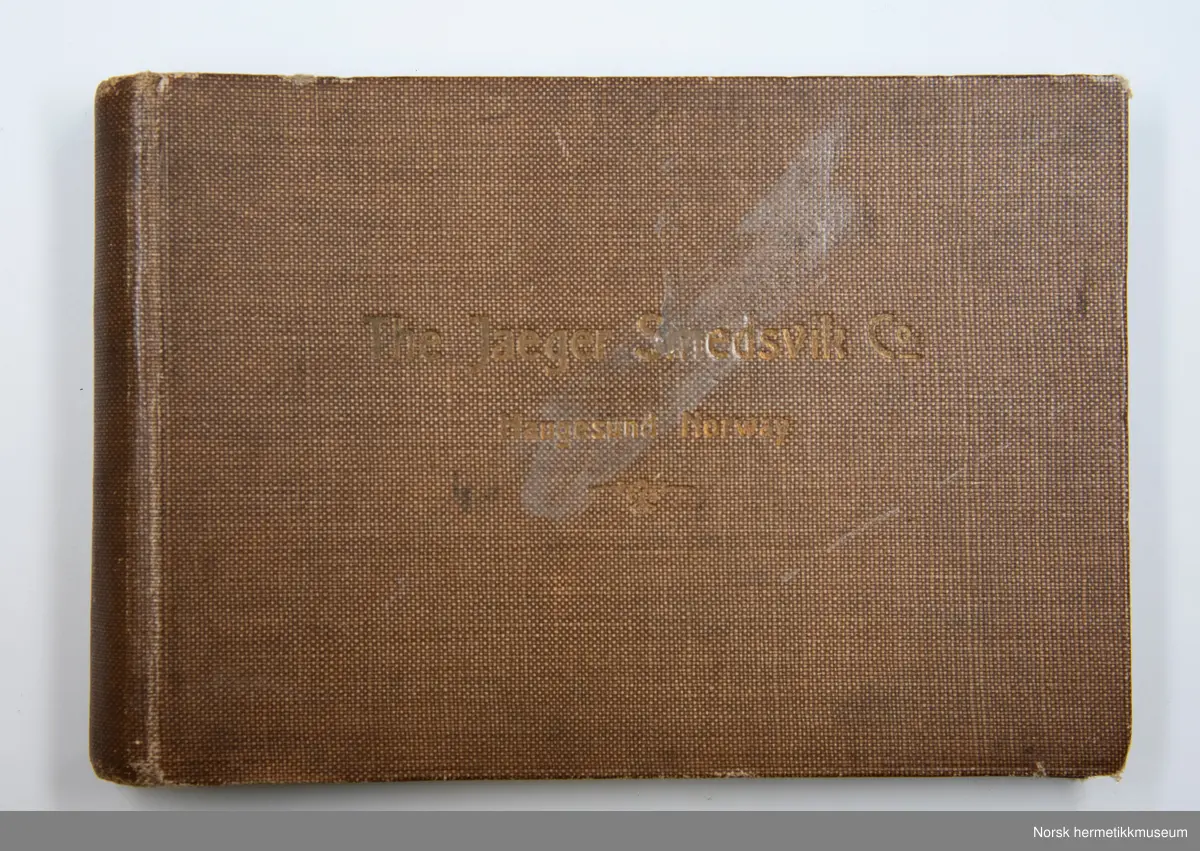 The Jaeger Smedsvik Co.
Haugesund Norway
Norsk hermetikkmuseum